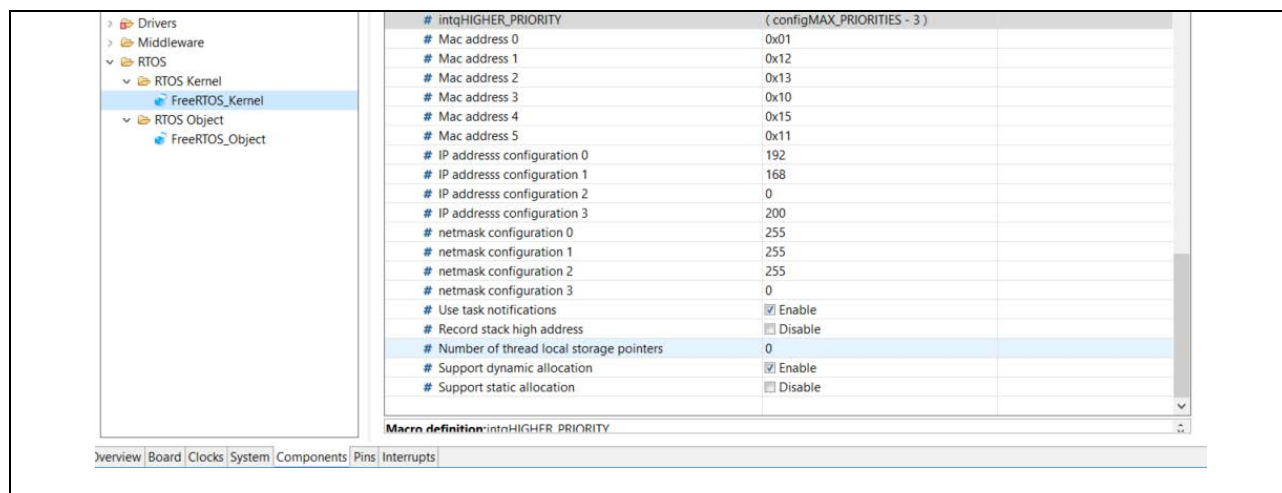 Drivers
Middleware
RTOS
RTOS Kernel
FreeRTOS_Kernel
RTOS Object
FreeRTOS_Object
# intqHIGHER_PRIORITY ( configMAX_PRIORITIES - 3 )
# Mac address 0 0x01
# Mac address 1 0x12
# Mac address 2 0x13
# Mac address 3 0x10
# Mac address 4 0x15
# Mac address 5 0x11
# IP addresss configuration 0 192
# IP addresss configuration 1 168
# IP addresss configuration 2 0
# IP addresss configuration 3 200
# netmask configuration 0 255
# netmask configuration 1 255
# netmask configuration 2 255
# netmask configuration 3 0
# Use task notifications Enable
# Record stack high address Disable
# Number of thread local storage pointers 0
# Support dynamic allocation Enable
# Support static allocation Disable
Macro definition:intqHIGHER_PRIORITY
Overview Board Clocks System Components Pins Interrupts